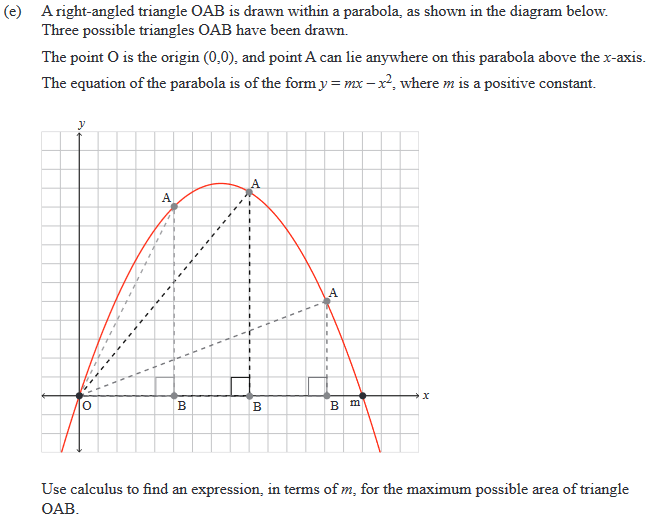 (e) A right-angled triangle OAB is drawn within a parabola, as shown in the diagram below.
Three possible triangles OAB have been drawn.
The point O is the origin (0,0), and point A can lie anywhere on this parabola above the x-axis.
The equation of the parabola is of the form y = mx – x², where m is a positive constant.
y
A
A
A
x
O
B
B
B
m
Use calculus to find an expression, in terms of m, for the maximum possible area of triangle
OAB.